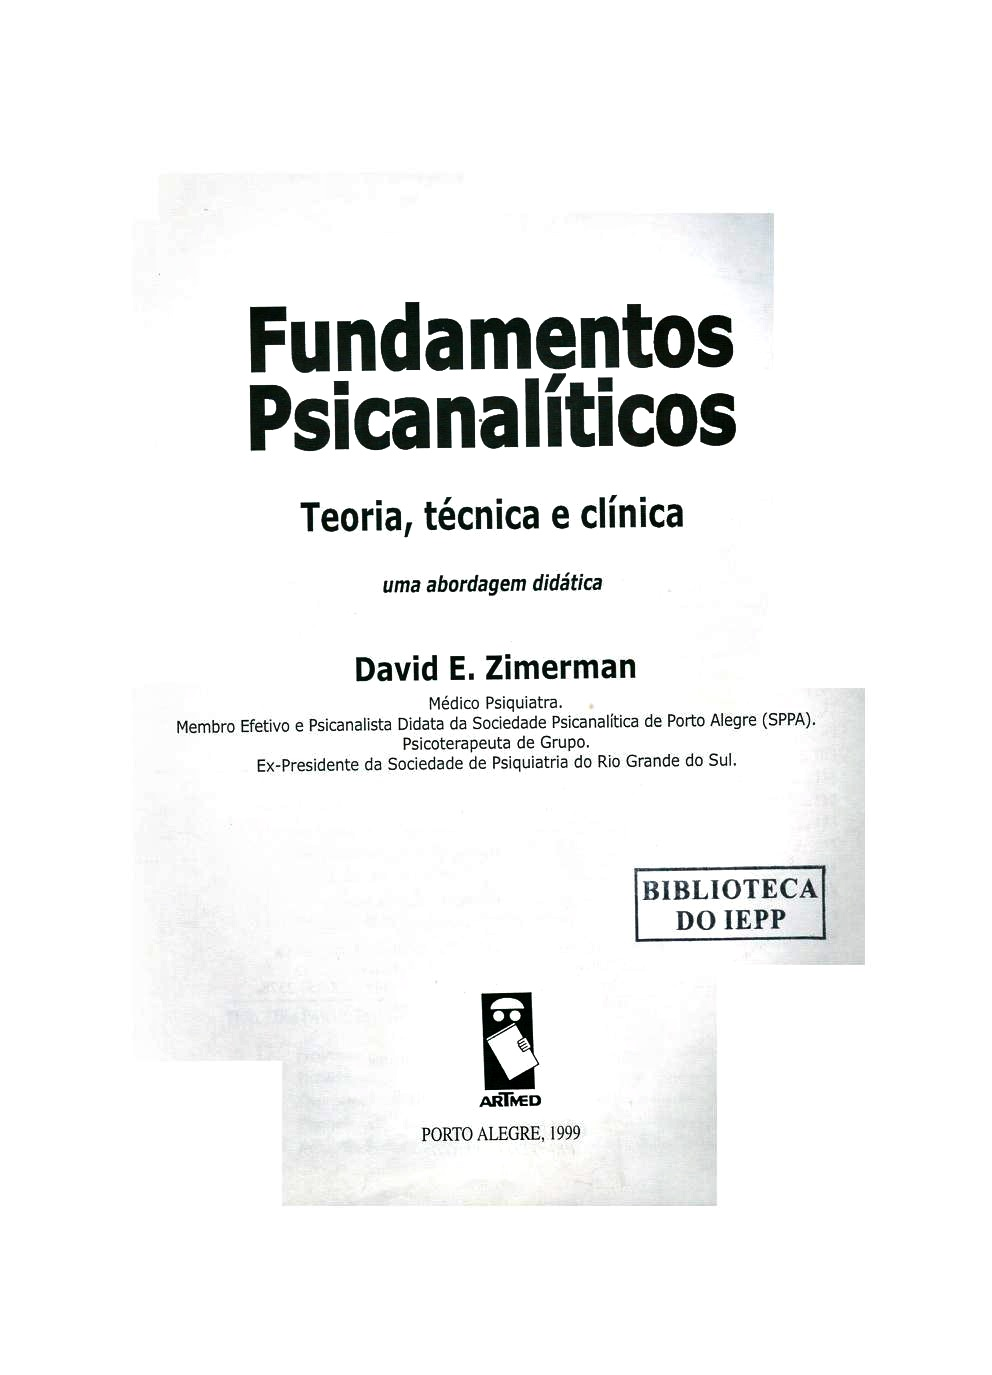 Fundamentos
Psicanalíticos
Teoria, técnica e clínica
uma abordagem didática
David E. Zimerman
Médico Psiquiatra.
Membro Efetivo e Psicanalista Didata da Sociedade Psicanalítica de Porto Alegre (SPPA).
Psicoterapeuta de Grupo.
Ex-Presidente da Sociedade de Psiquiatria do Rio Grande do Sul.
BIBLIOTECA
DO IEPP
ARTMED
PORTO ALEGRE, 1999